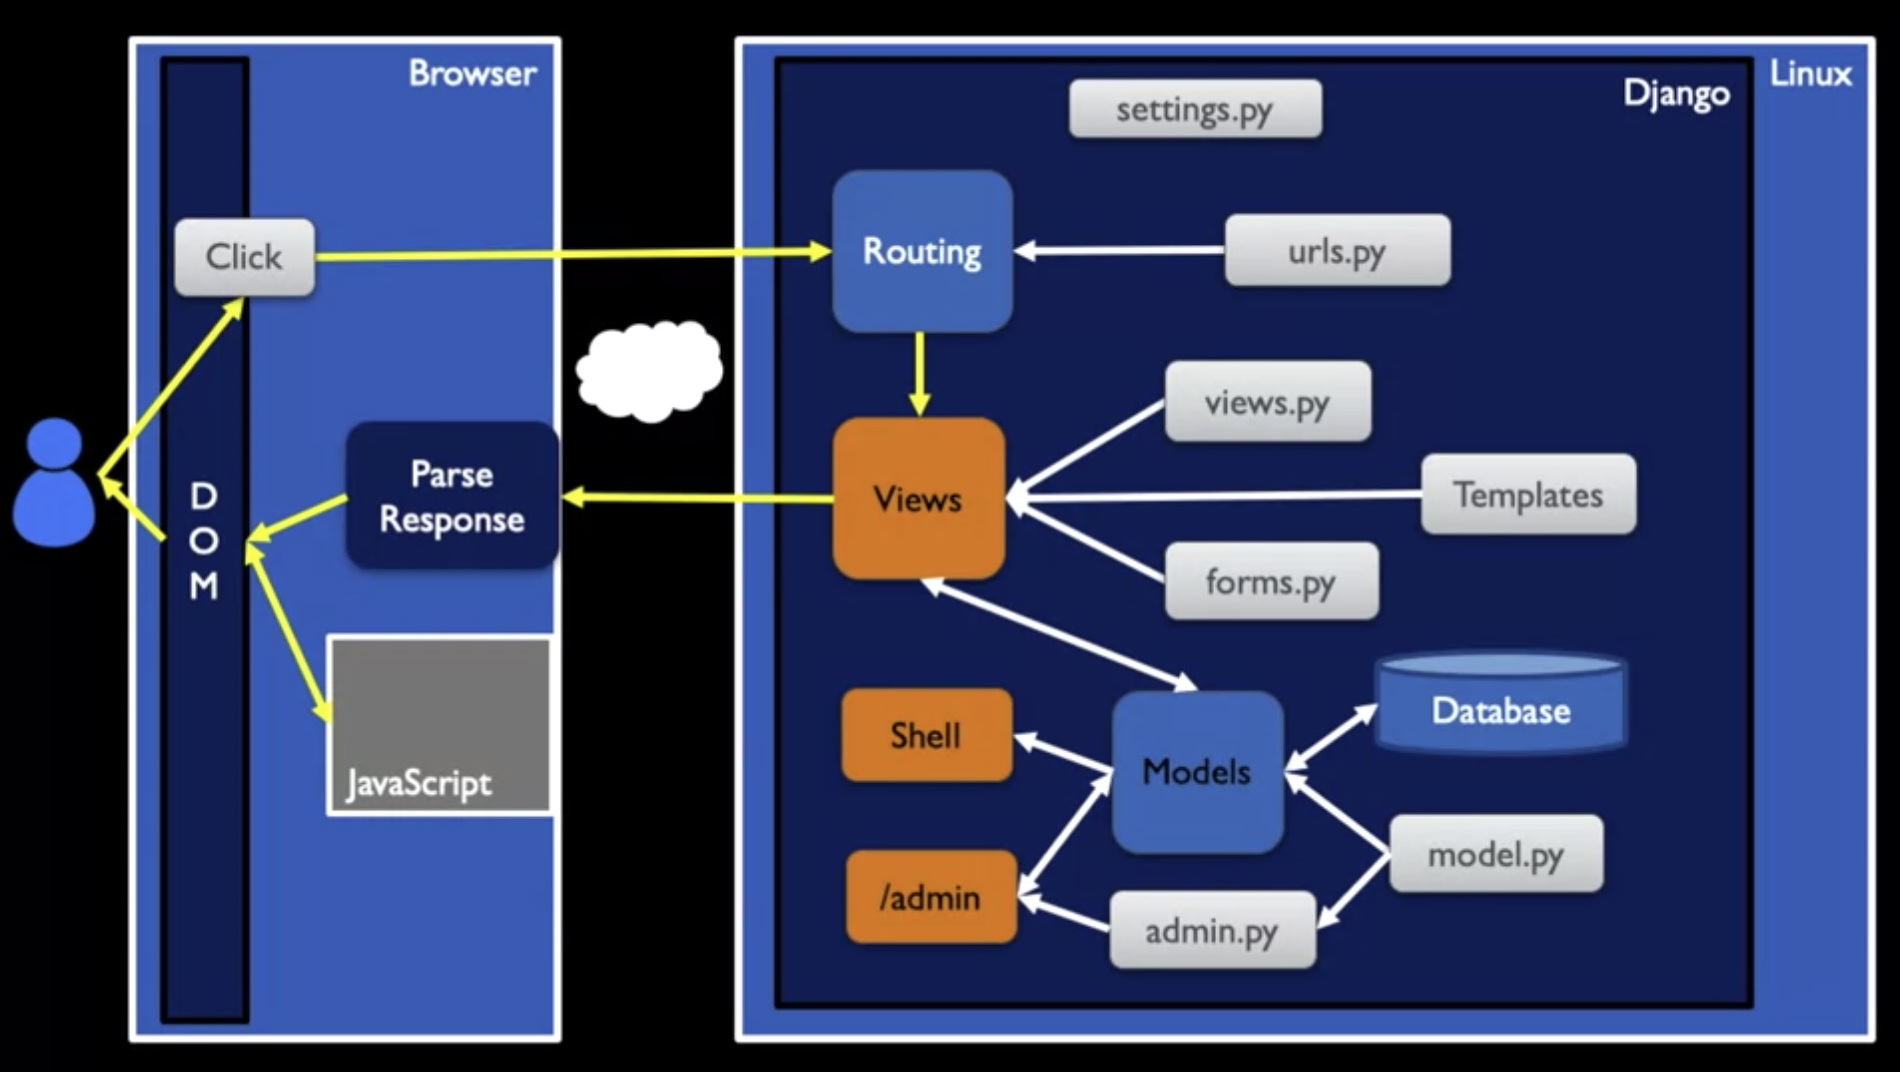 Browser
Linux
Django
settings.py
Click
Routing
urls.py
views.py
Parse
Response
D
O
M
Views
Templates
forms.py
Shell
Models
Database
JavaScript
model.py
/admin
admin.py